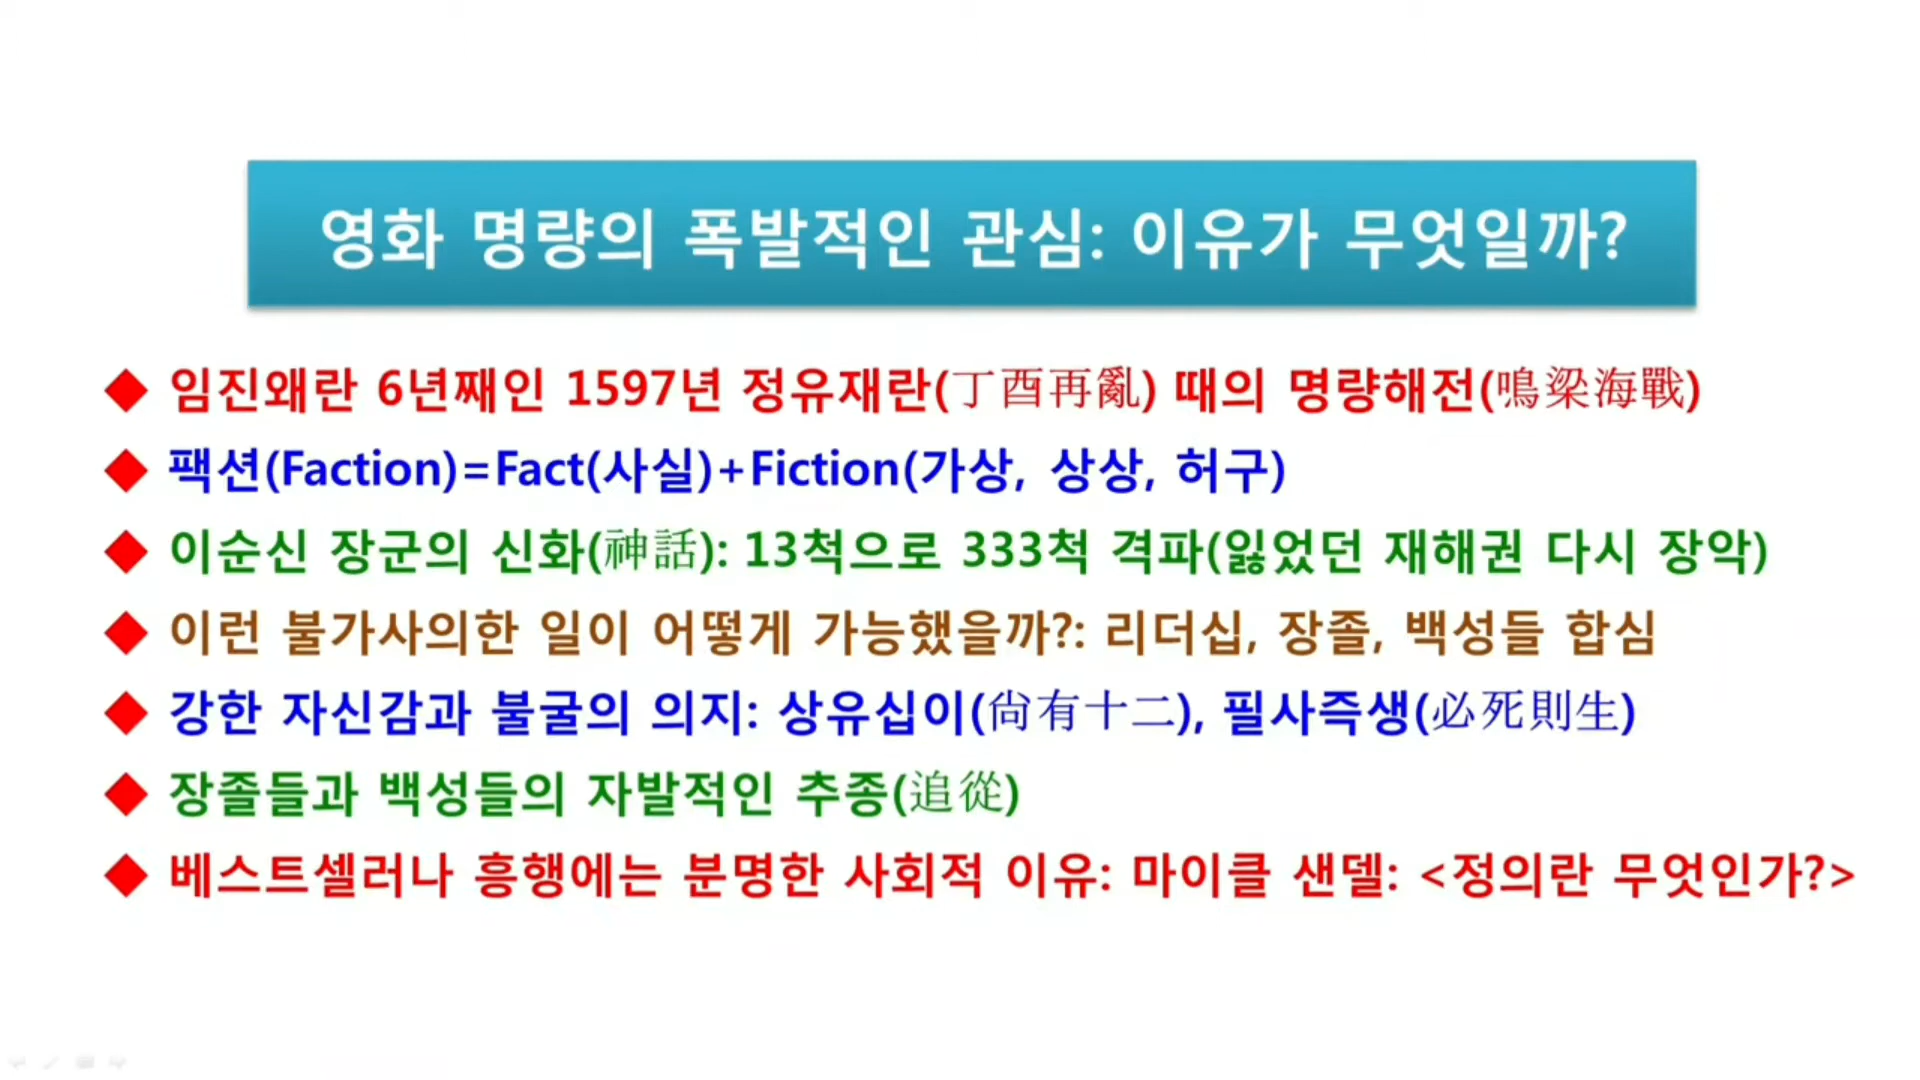 영화 명량의 폭발적인 관심: 이유가 무엇일까?
◆ 임진왜란 6년째인 1597년 정유재란(丁酉再亂) 때의 명량해전(鳴梁海戰)
◆ 팩션(Faction)=Fact(사실)+Fiction(가상, 상상, 허구)
◆ 이순신 장군의 신화(神話): 13척으로 333척 격파(잃었던 재해권 다시 장악)
◆ 이런 불가사의한 일이 어떻게 가능했을까?: 리더십, 장졸, 백성들 합심
◆ 강한 자신감과 불굴의 의지: 상유십이(尙有十二), 필사즉생(必死則生)
◆ 장졸들과 백성들의 자발적인 추종(追從)
◆ 베스트셀러나 흥행에는 분명한 사회적 이유: 마이클 샌델: <정의란 무엇인가?>